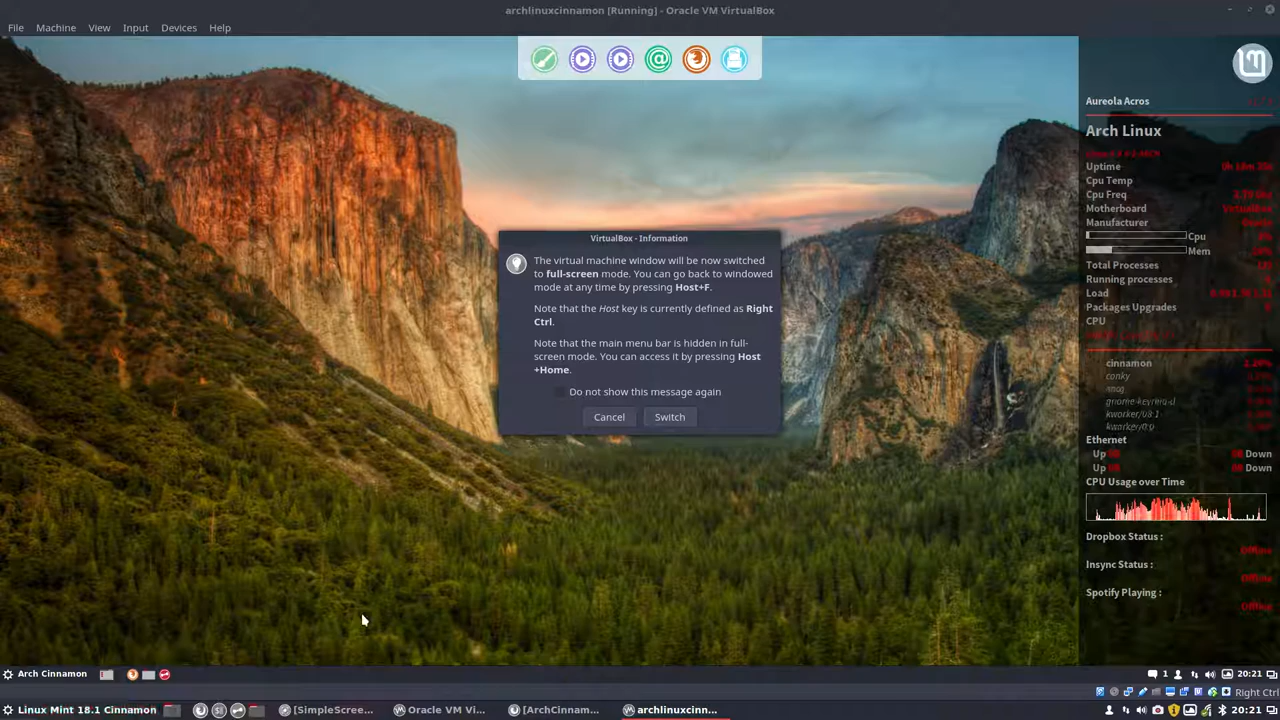 archlinuxcinnamon [Running] - Oracle VM VirtualBox
File Machine View Input Devices Help
Aureola Acros
Arch Linux
Uptime
Cpu Temp
Cpu Freq
Motherboard VirtualBox
Manufacturer
Cpu
Mem
Total Processes
Running processes
Load
Packages Upgrades
CPU
cinnamon
conky
gnome-keyring-d
Ethernet
Up Down
Up Down
CPU Usage over Time
Dropbox Status :
Offline
Insync Status :
Offline
Spotify Playing :
Offline
VirtualBox - Information
The virtual machine window will be now switched
to full-screen mode. You can go back to windowed
mode at any time by pressing Host+F.
Note that the Host key is currently defined as Right
Ctrl.
Note that the main menu bar is hidden in full-
screen mode. You can access it by pressing Host
+Home.
Do not show this message again
Cancel Switch
Arch Cinnamon
1 20:21
Right Ctrl
Linux Mint 18.1 Cinnamon [SimpleScree... Oracle VM Vi... [ArchCinnam... archlinuxcinn... 20:21